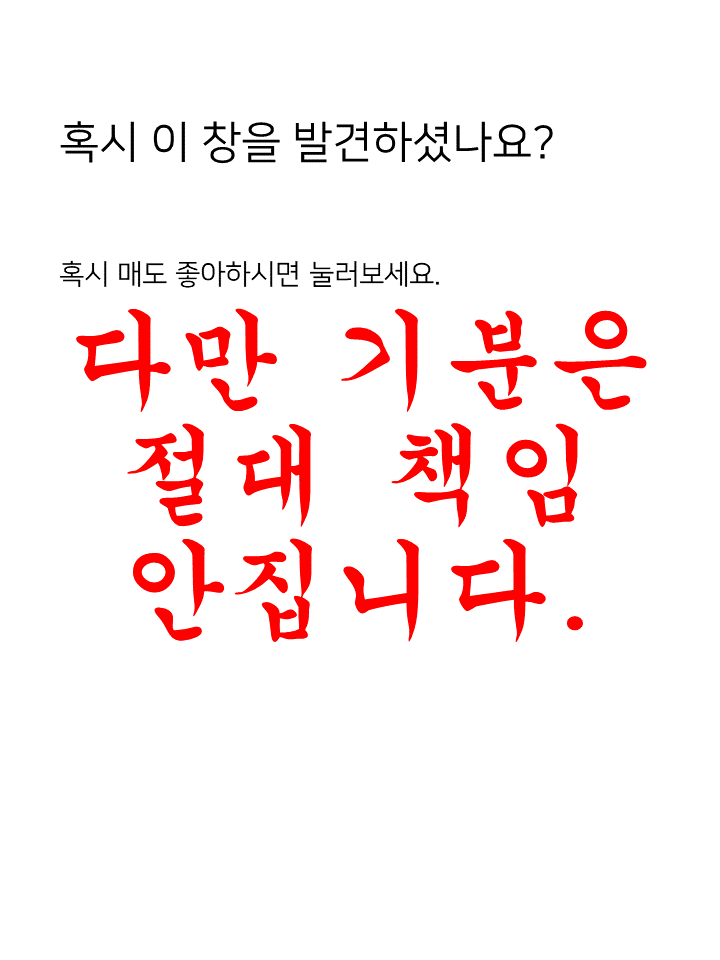 혹시 이 창을 발견하셨나요?
혹시 매도 좋아하시면 눌러보세요.
다만 기분은
절대 책임
안집니다.